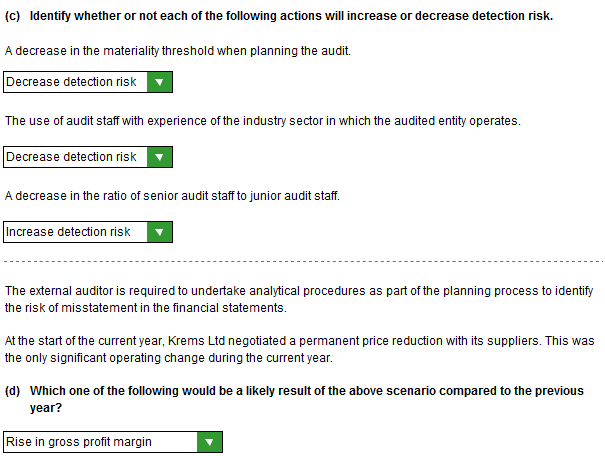 (c) Identify whether or not each of the following actions will increase or decrease detection risk.
A decrease in the materiality threshold when planning the audit.
Decrease detection risk
The use of audit staff with experience of the industry sector in which the audited entity operates.
Decrease detection risk
A decrease in the ratio of senior audit staff to junior audit staff.
Increase detection risk
The external auditor is required to undertake analytical procedures as part of the planning process to identify
the risk of misstatement in the financial statements.
At the start of the current year, Krems Ltd negotiated a permanent price reduction with its suppliers. This was
the only significant operating change during the current year.
(d) Which one of the following would be a likely result of the above scenario compared to the previous
year?
Rise in gross profit margin